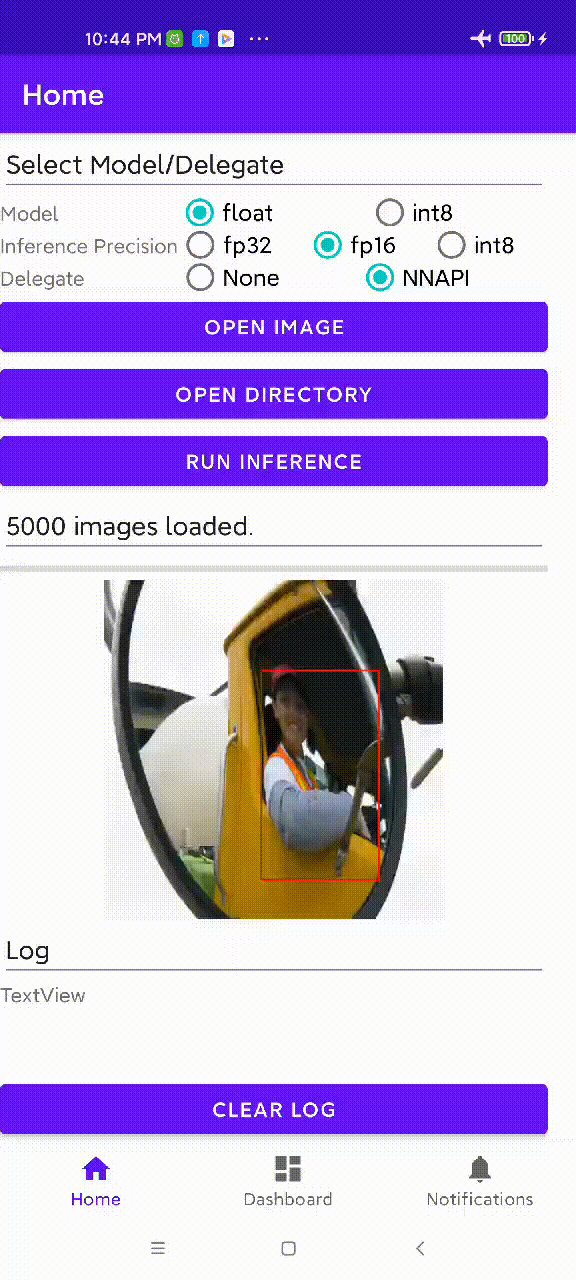 10:44 PM 100
Home
Select Model/Delegate
Model float int8
Inference Precision fp32 fp16 int8
Delegate None NNAPI
OPEN IMAGE
OPEN DIRECTORY
RUN INFERENCE
5000 images loaded.
Log
TextView
CLEAR LOG
Home Dashboard Notifications